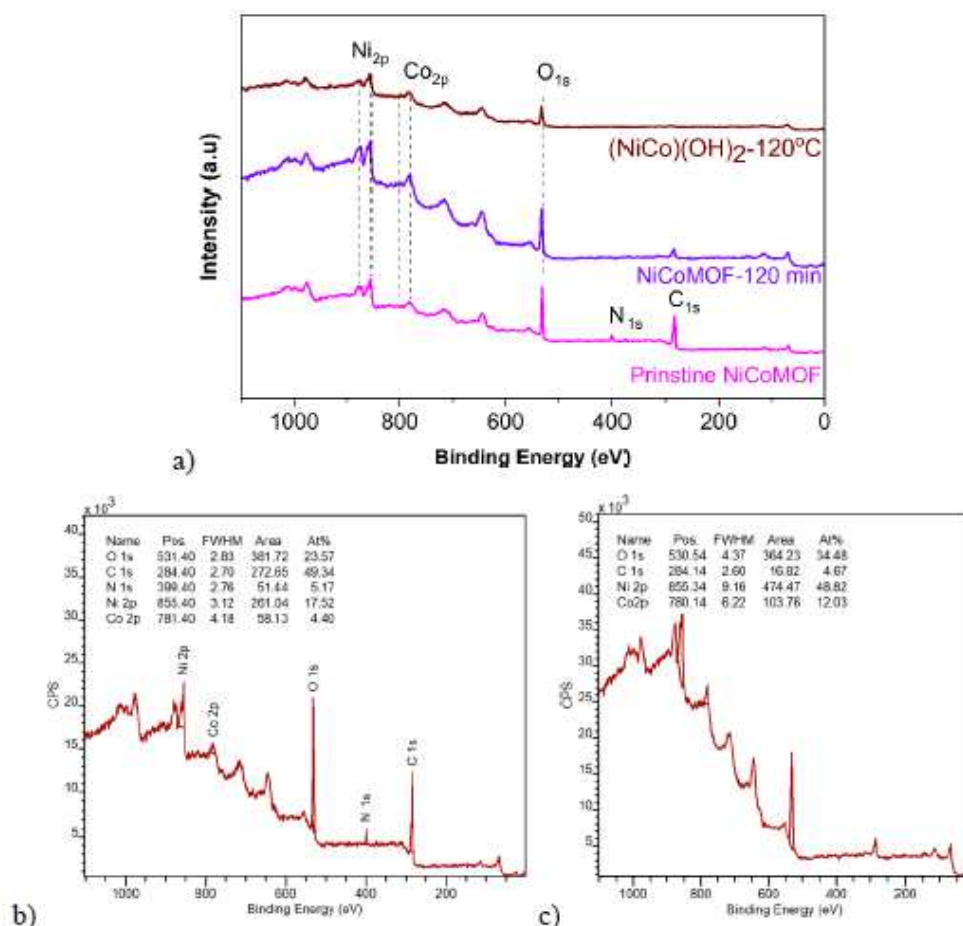 Ni2p
Co2p
O1s
(NiCo)(OH)2-120ºC
NiCoMOF-120 min
N1s
C1s
Prinstine NiCoMOF
Intensity (a.u)
1000 800 600 400 200 0
Binding Energy (eV)
a)
x 10^3
Name Pos. FWHM Area At%
O 1s 531.40 2.83 381.72 23.57
C 1s 284.40 2.70 272.65 49.34
N 1s 399.40 2.76 51.44 5.17
Ni 2p 855.40 3.12 261.04 17.52
Co 2p 781.40 4.18 58.13 4.40
40
35
30
25
20
15
10
5
CPS
Ni 2p
Co 2p
O 1s
N 1s
C 1s
1000 800 600 400 200
Binding Energy (eV)
b)
x 10^3
50
45
40
35
30
25
20
15
10
5
CPS
Name Pos. FWHM Area At%
O 1s 530.54 4.37 364.23 34.48
C 1s 284.14 2.60 16.82 4.67
Ni 2p 855.34 9.16 474.47 48.82
Co2p 780.14 6.22 103.76 12.03
1000 800 600 400 200
Binding Energy (eV)
c)